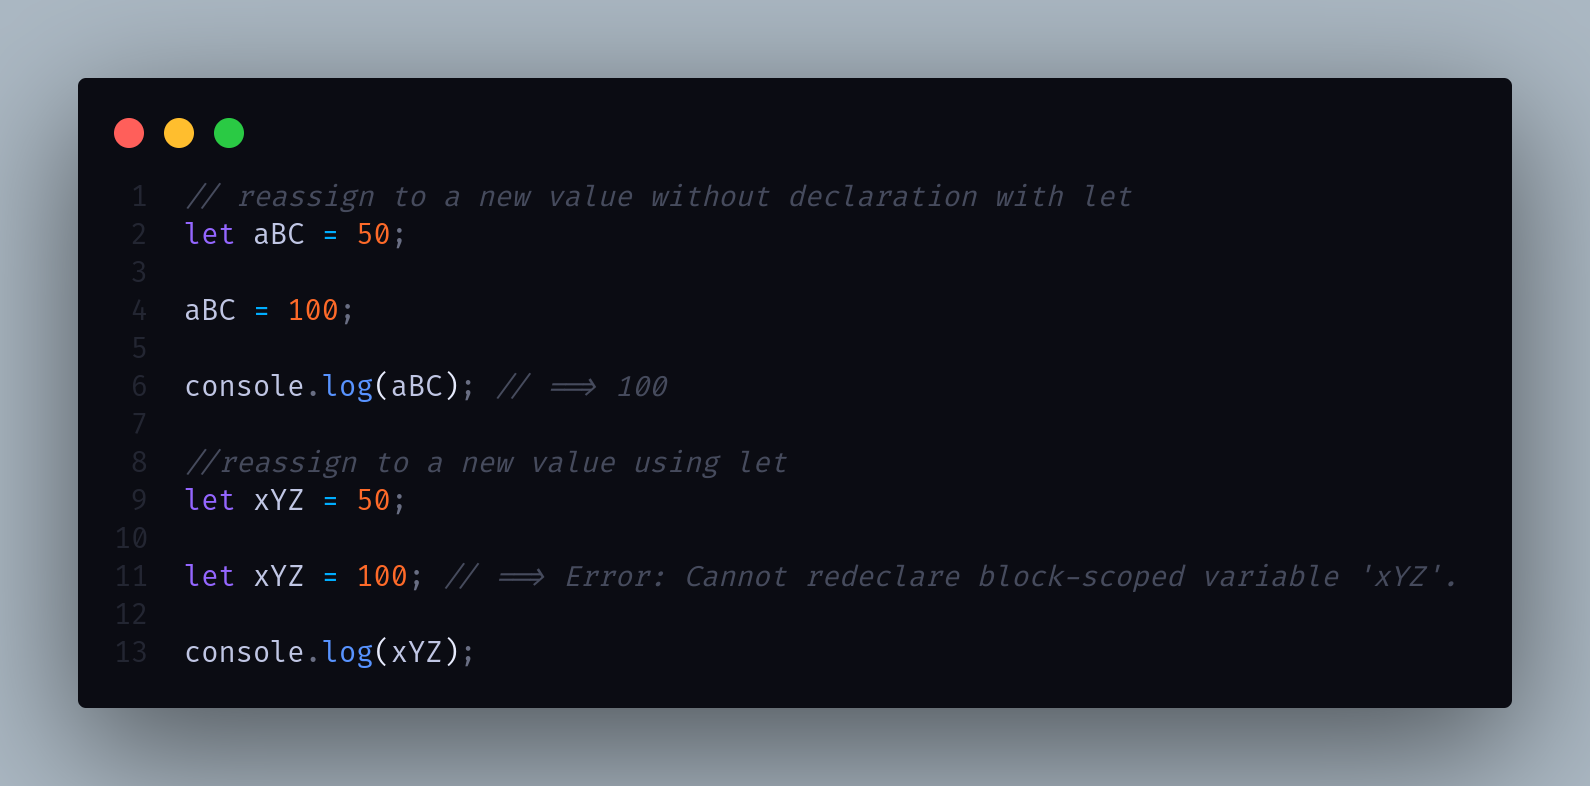 1 // reassign to a new value without declaration with let
2 let aBC = 50;
3
4 aBC = 100;
5
6 console.log(aBC); // ==> 100
7
8 //reassign to a new value using let
9 let xYZ = 50;
10
11 let xYZ = 100; // ==> Error: Cannot redeclare block-scoped variable 'xYZ'.
12
13 console.log(xYZ);